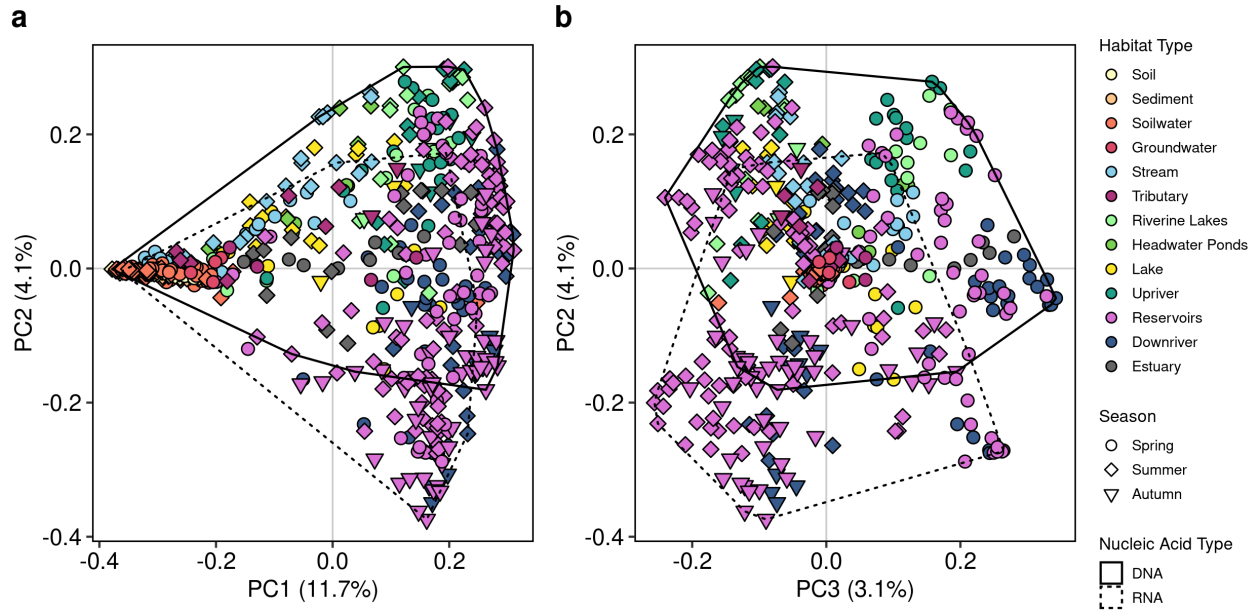 a
b
0.2
0.0
-0.2
-0.4
PC2 (4.1%)
-0.4
-0.2
0.0
0.2
PC1 (11.7%)
0.2
0.0
-0.2
-0.4
PC2 (4.1%)
-0.2
0.0
0.2
PC3 (3.1%)
Habitat Type
Soil
Sediment
Soilwater
Groundwater
Stream
Tributary
Riverine Lakes
Headwater Ponds
Lake
Upriver
Reservoirs
Downriver
Estuary
Season
Spring
Summer
Autumn
Nucleic Acid Type
DNA
RNA